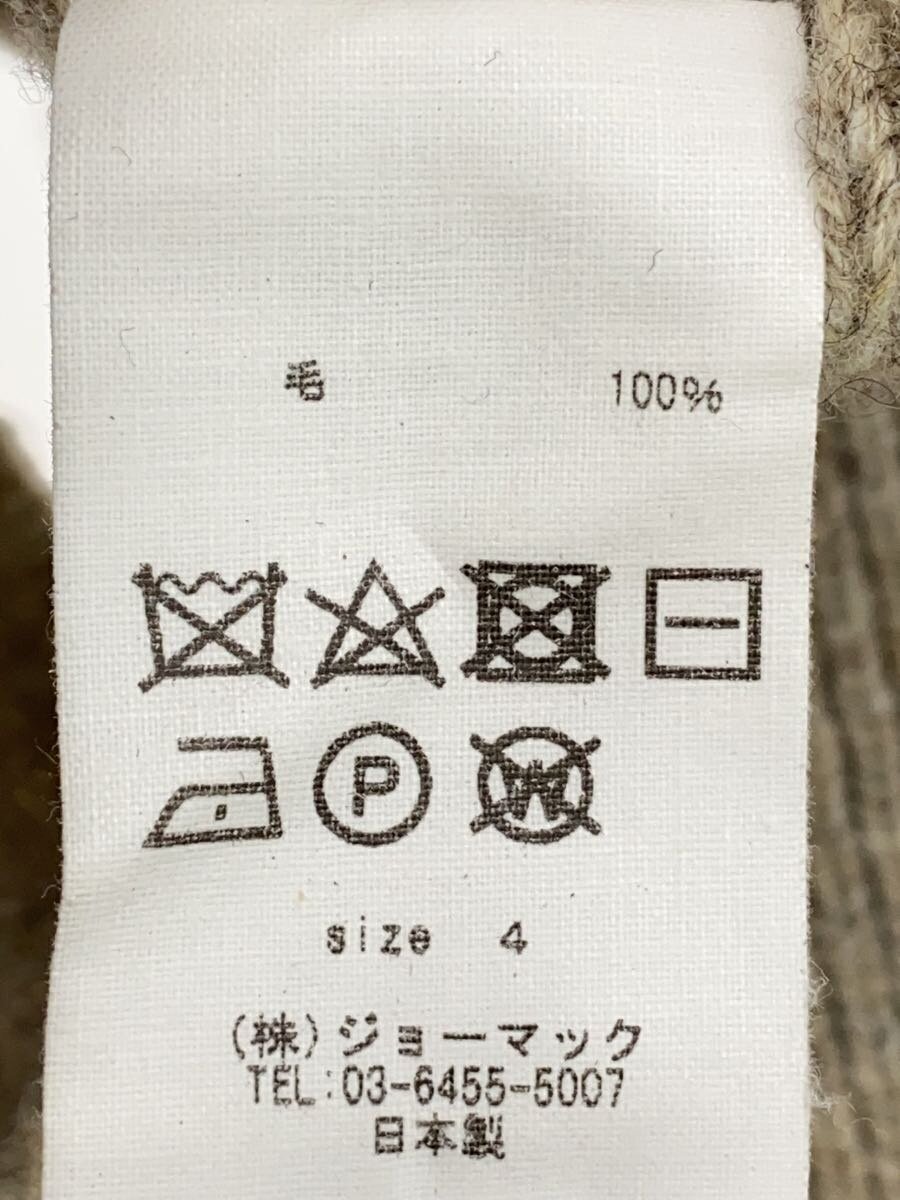 毛 100%
P
W
size 4
(株)ジョーマック
TEL:03-6455-5007
日本製